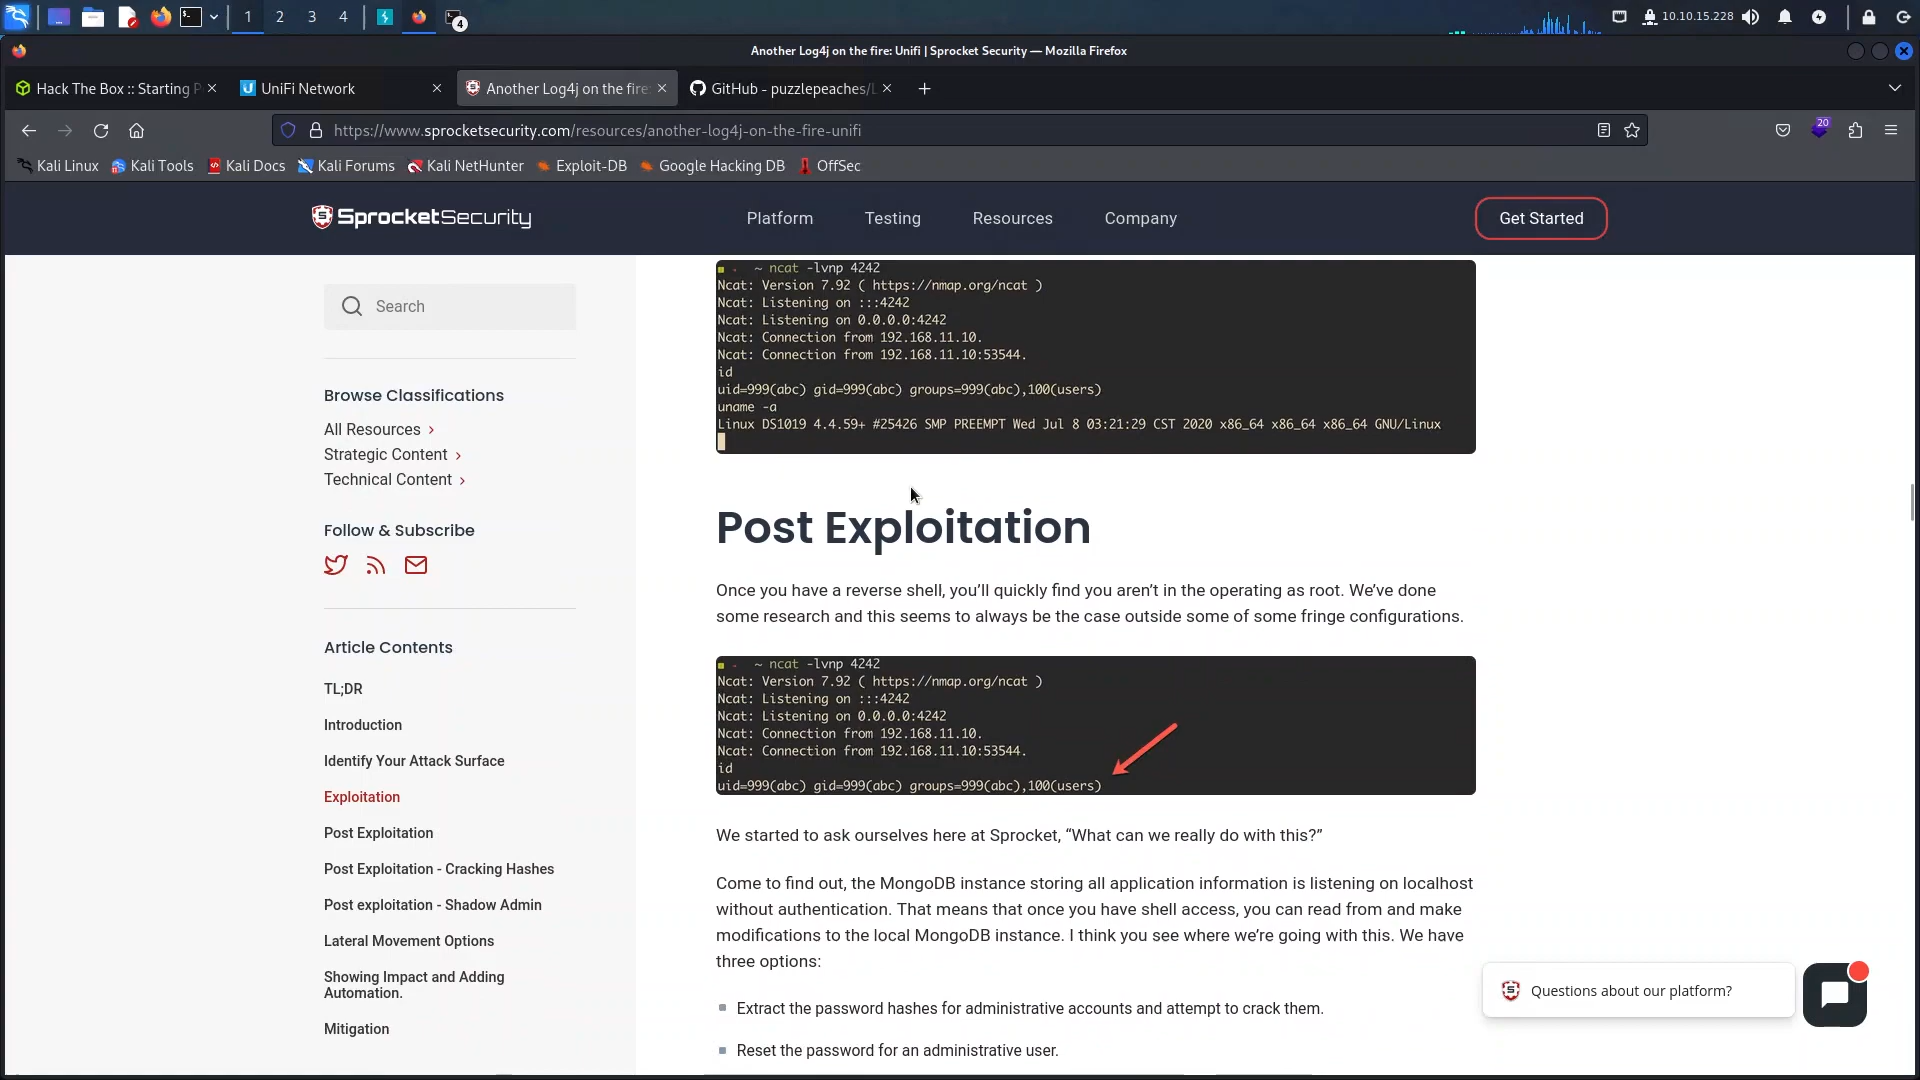 1 2 3 4 4 10.10.15.228
Another Log4j on the fire: Unifi | Sprocket Security — Mozilla Firefox
Hack The Box :: Starting P
UniFi Network
Another Log4j on the fire:
GitHub - puzzlepeaches/L
https://www.sprocketsecurity.com/resources/another-log4j-on-the-fire-unifi
20
Kali Linux Kali Tools Kali Docs Kali Forums Kali NetHunter Exploit-DB Google Hacking DB OffSec
SprocketSecurity
Platform Testing Resources Company
Get Started
Search
Browse Classifications
All Resources >
Strategic Content >
Technical Content >
Follow & Subscribe
Article Contents
TL;DR
Introduction
Identify Your Attack Surface
Exploitation
Post Exploitation
Post Exploitation - Cracking Hashes
Post exploitation - Shadow Admin
Lateral Movement Options
Showing Impact and Adding
Automation.
Mitigation
~ ncat -lvnp 4242
Ncat: Version 7.92 ( https://nmap.org/ncat )
Ncat: Listening on :::4242
Ncat: Listening on 0.0.0.0:4242
Ncat: Connection from 192.168.11.10.
Ncat: Connection from 192.168.11.10:53544.
id
uid=999(abc) gid=999(abc) groups=999(abc),100(users)
uname -a
Linux DS1019 4.4.59+ #25426 SMP PREEMPT Wed Jul 8 03:21:29 CST 2020 x86_64 x86_64 x86_64 GNU/Linux
Post Exploitation
Once you have a reverse shell, you’ll quickly find you aren’t in the operating as root. We’ve done
some research and this seems to always be the case outside some of some fringe configurations.
~ ncat -lvnp 4242
Ncat: Version 7.92 ( https://nmap.org/ncat )
Ncat: Listening on :::4242
Ncat: Listening on 0.0.0.0:4242
Ncat: Connection from 192.168.11.10.
Ncat: Connection from 192.168.11.10:53544.
id
uid=999(abc) gid=999(abc) groups=999(abc),100(users)
We started to ask ourselves here at Sprocket, “What can we really do with this?”
Come to find out, the MongoDB instance storing all application information is listening on localhost
without authentication. That means that once you have shell access, you can read from and make
modifications to the local MongoDB instance. I think you see where we’re going with this. We have
three options:
Extract the password hashes for administrative accounts and attempt to crack them.
Reset the password for an administrative user.
Questions about our platform?